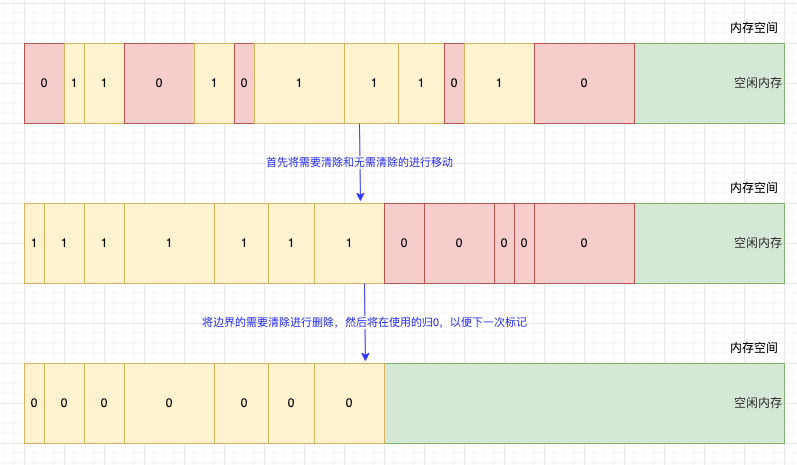 内存空间
0 1 1 0 1 0 1 1 1 0 1 0 空闲内存
首先将需要清除和无需清除的进行移动
内存空间
1 1 1 1 1 1 1 0 0 0 0 0 空闲内存
将边界的需要清除进行删除，然后将在使用的归0，以便下一次标记
内存空间
0 0 0 0 0 0 0 空闲内存